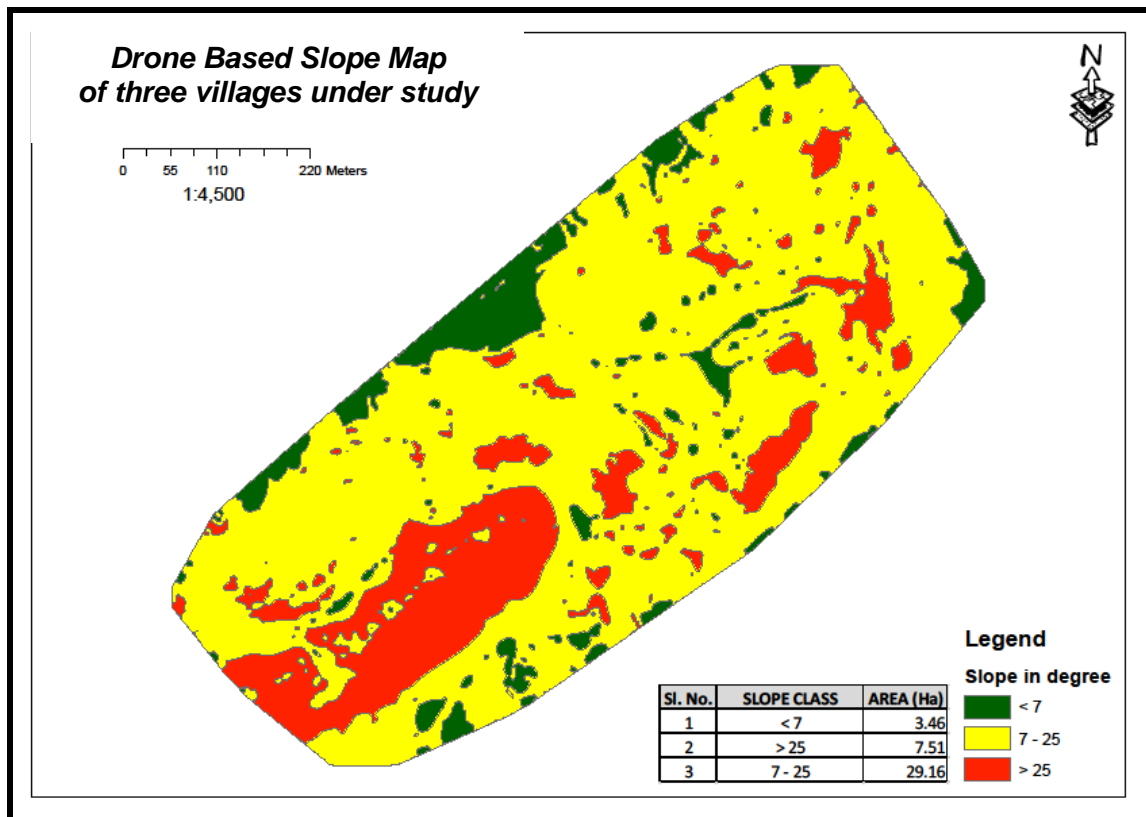 Drone Based Slope Map
of three villages under study
N
0 55 110 220 Meters
1:4,500
Legend
Slope in degree
< 7
7 - 25
> 25
Sl. No. SLOPE CLASS AREA (Ha)
1 < 7 3.46
2 > 25 7.51
3 7 - 25 29.16